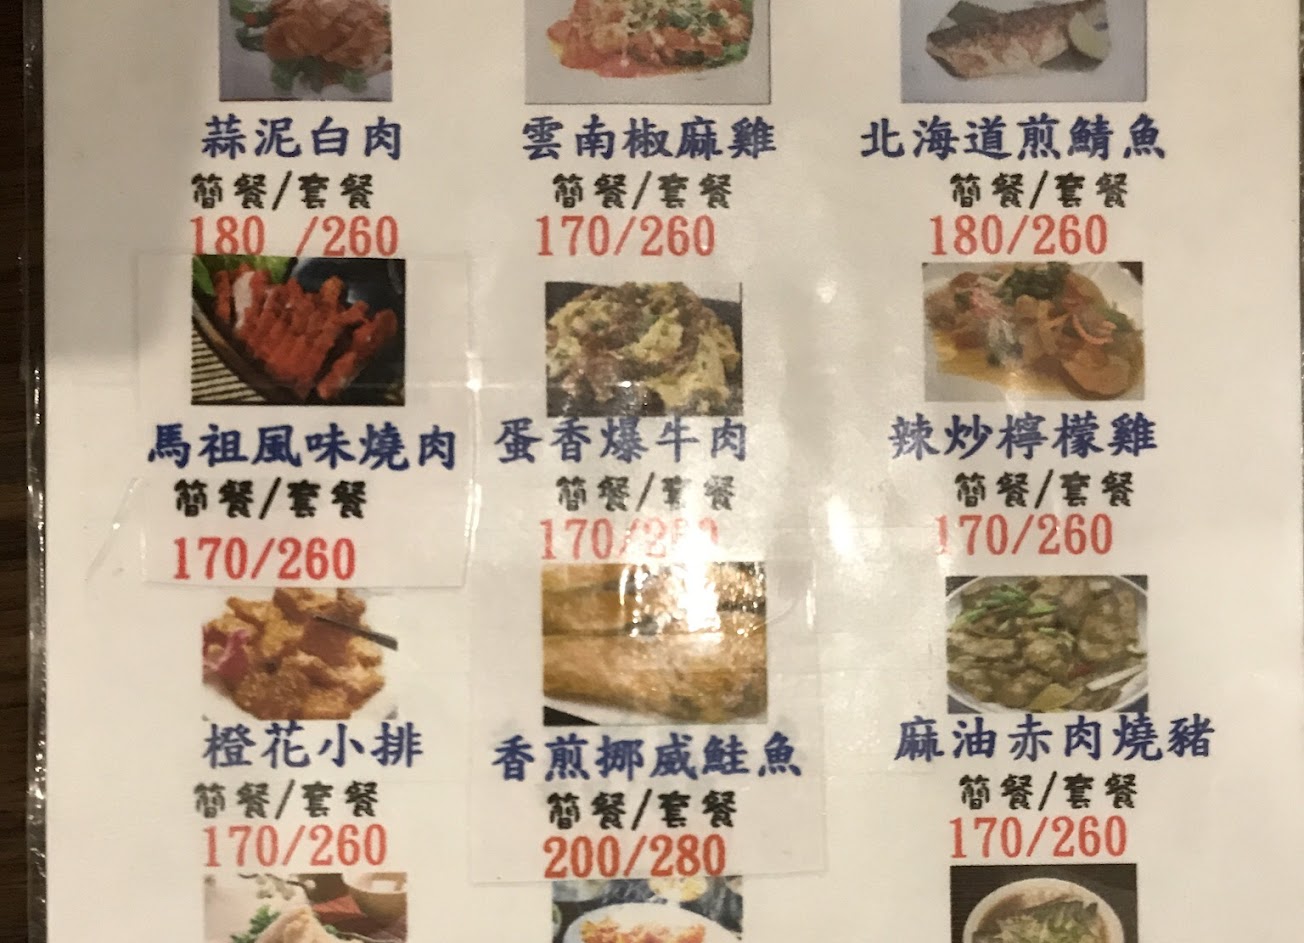 蒜泥白肉
簡餐/套餐
180 /260
雲南椒麻雞
簡餐/套餐
170/260
北海道煎鯖魚
簡餐/套餐
180/260
馬祖風味燒肉
簡餐/套餐
170/260
蛋香爆牛肉
簡餐/套餐
170/260
辣炒檸檬雞
簡餐/套餐
170/260
橙花小排
簡餐/套餐
170/260
香煎挪威鮭魚
簡餐/套餐
200/280
麻油赤肉燒豬
簡餐/套餐
170/260